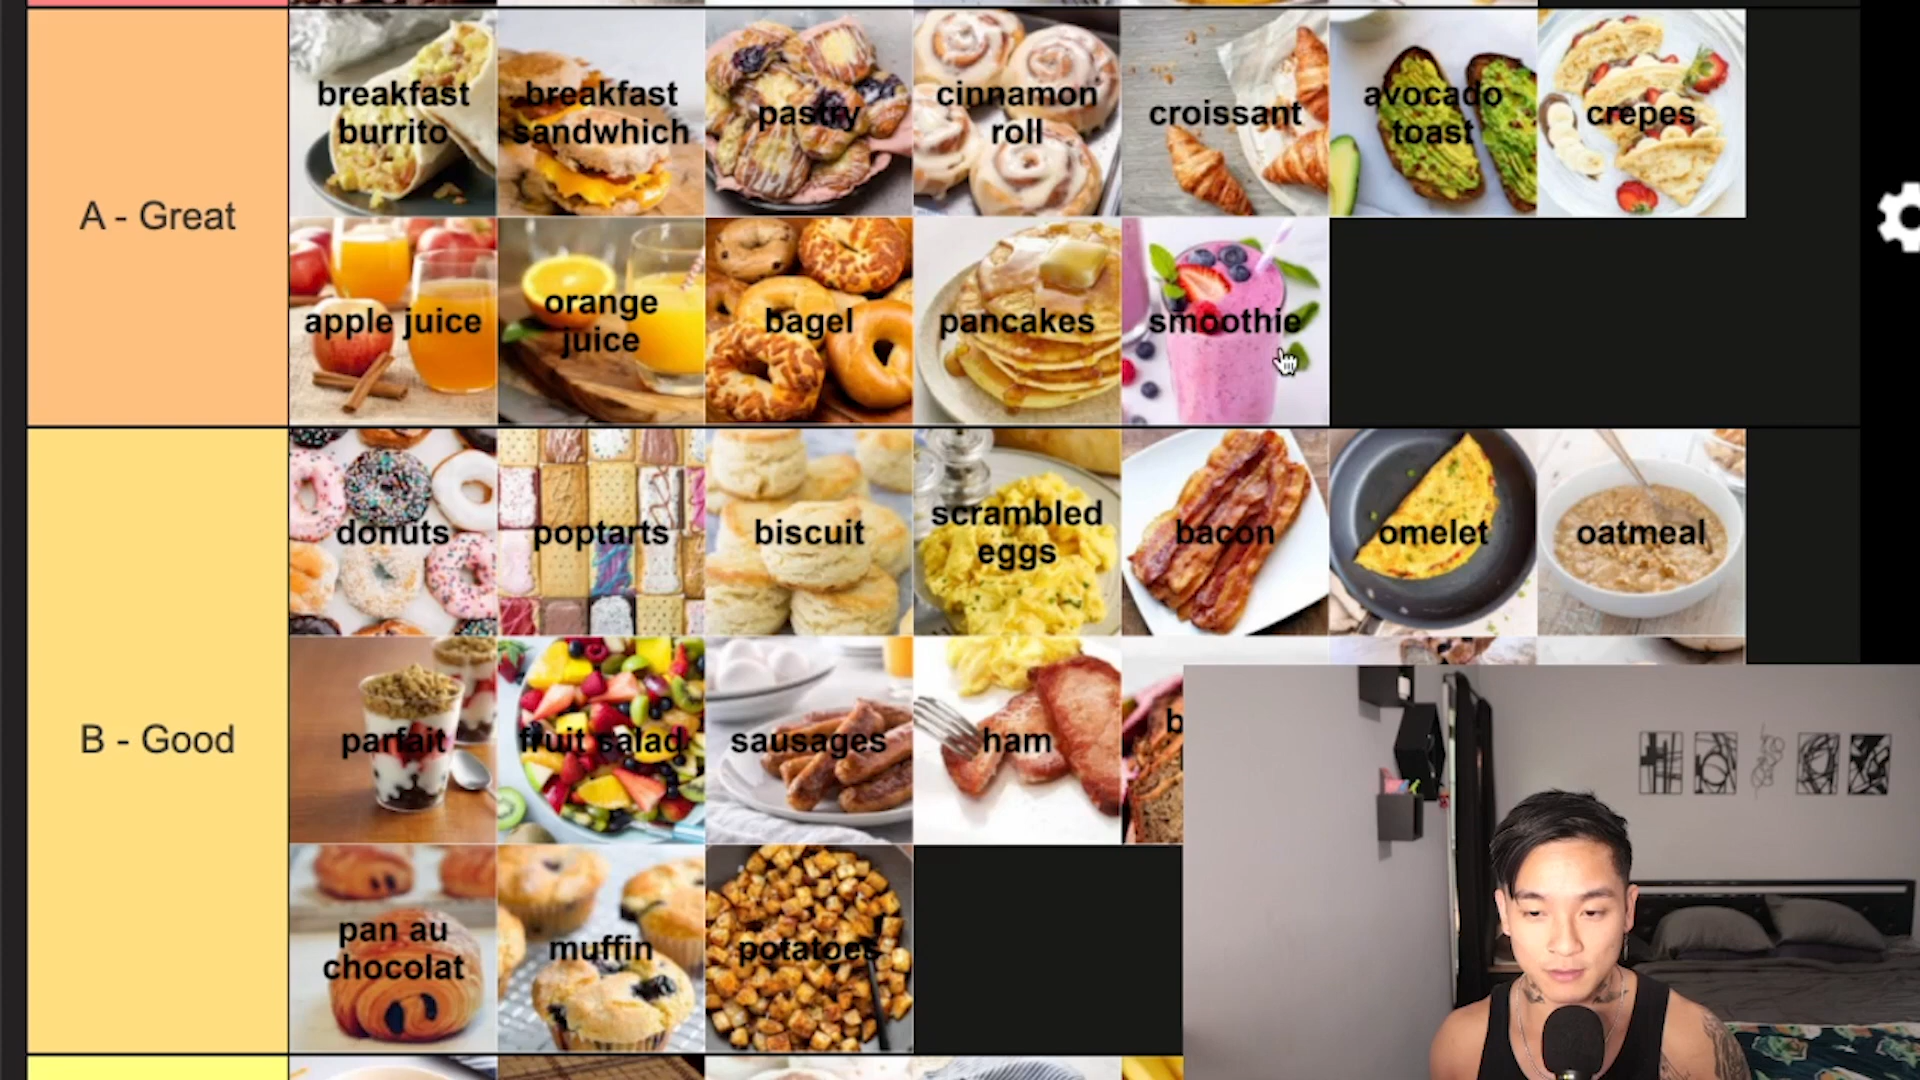 A - Great
breakfast
burrito
breakfast
sandwhich
pastry
cinnamon
roll
croissant
avocado
toast
crepes
apple juice
orange
juice
bagel
pancakes
smoothie
B - Good
donuts
poptarts
biscuit
scrambled
eggs
bacon
omelet
oatmeal
parfait
fruit salad
sausages
ham
pan au
chocolat
muffin
potatoes